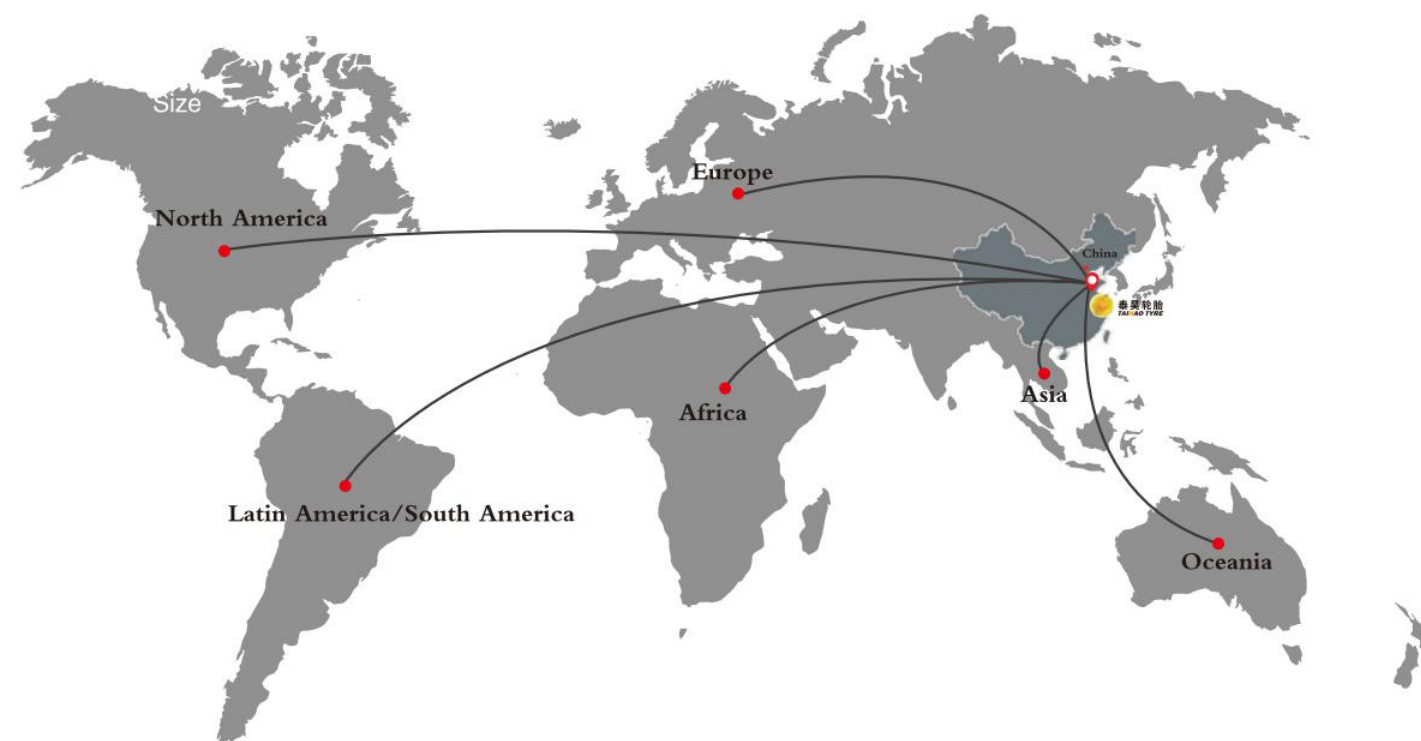 Size
Europe
North America
China
泰昊轮胎
TAIHAO TYRE
Asia
Africa
Latin America/South America
Oceania